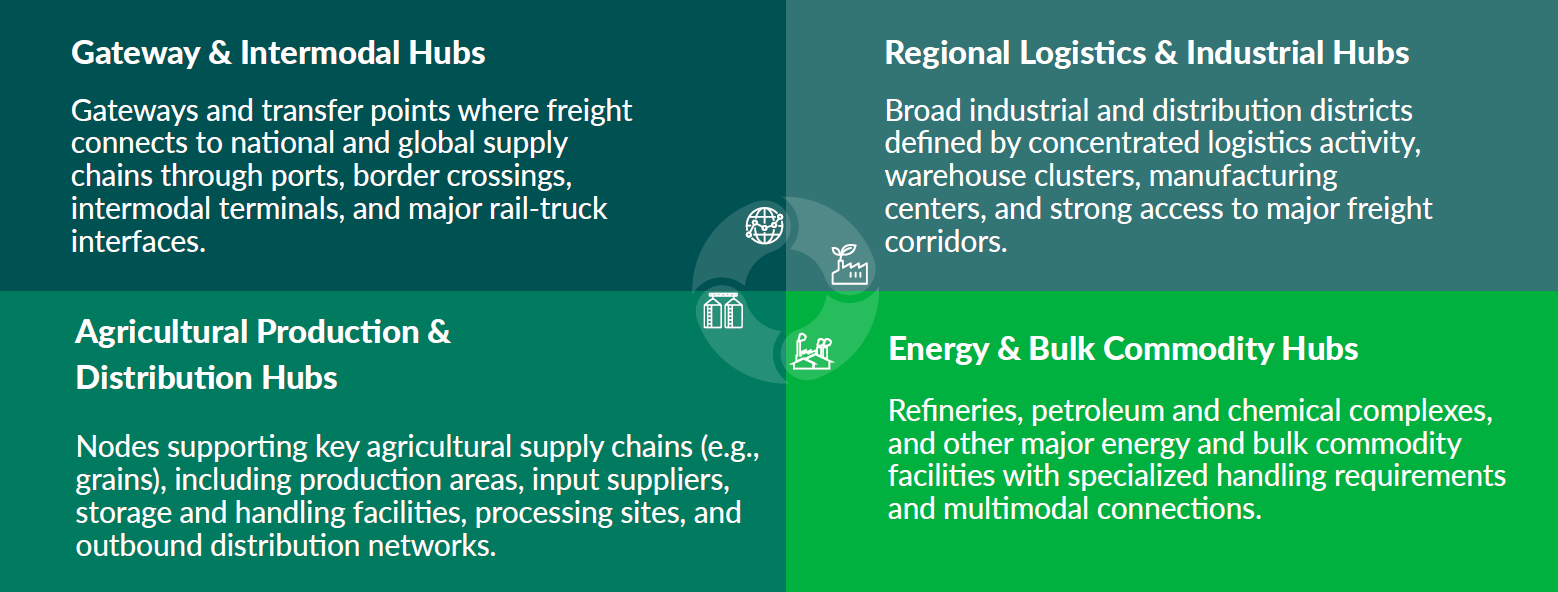 Gateway & Intermodal Hubs
Gateways and transfer points where freight
connects to national and global supply
chains through ports, border crossings,
intermodal terminals, and major rail-truck
interfaces.
Regional Logistics & Industrial Hubs
Broad industrial and distribution districts
defined by concentrated logistics activity,
warehouse clusters, manufacturing
centers, and strong access to major freight
corridors.
Agricultural Production &
Distribution Hubs
Nodes supporting key agricultural supply chains (e.g.,
grains), including production areas, input suppliers,
storage and handling facilities, processing sites, and
outbound distribution networks.
Energy & Bulk Commodity Hubs
Refineries, petroleum and chemical complexes,
and other major energy and bulk commodity
facilities with specialized handling requirements
and multimodal connections.